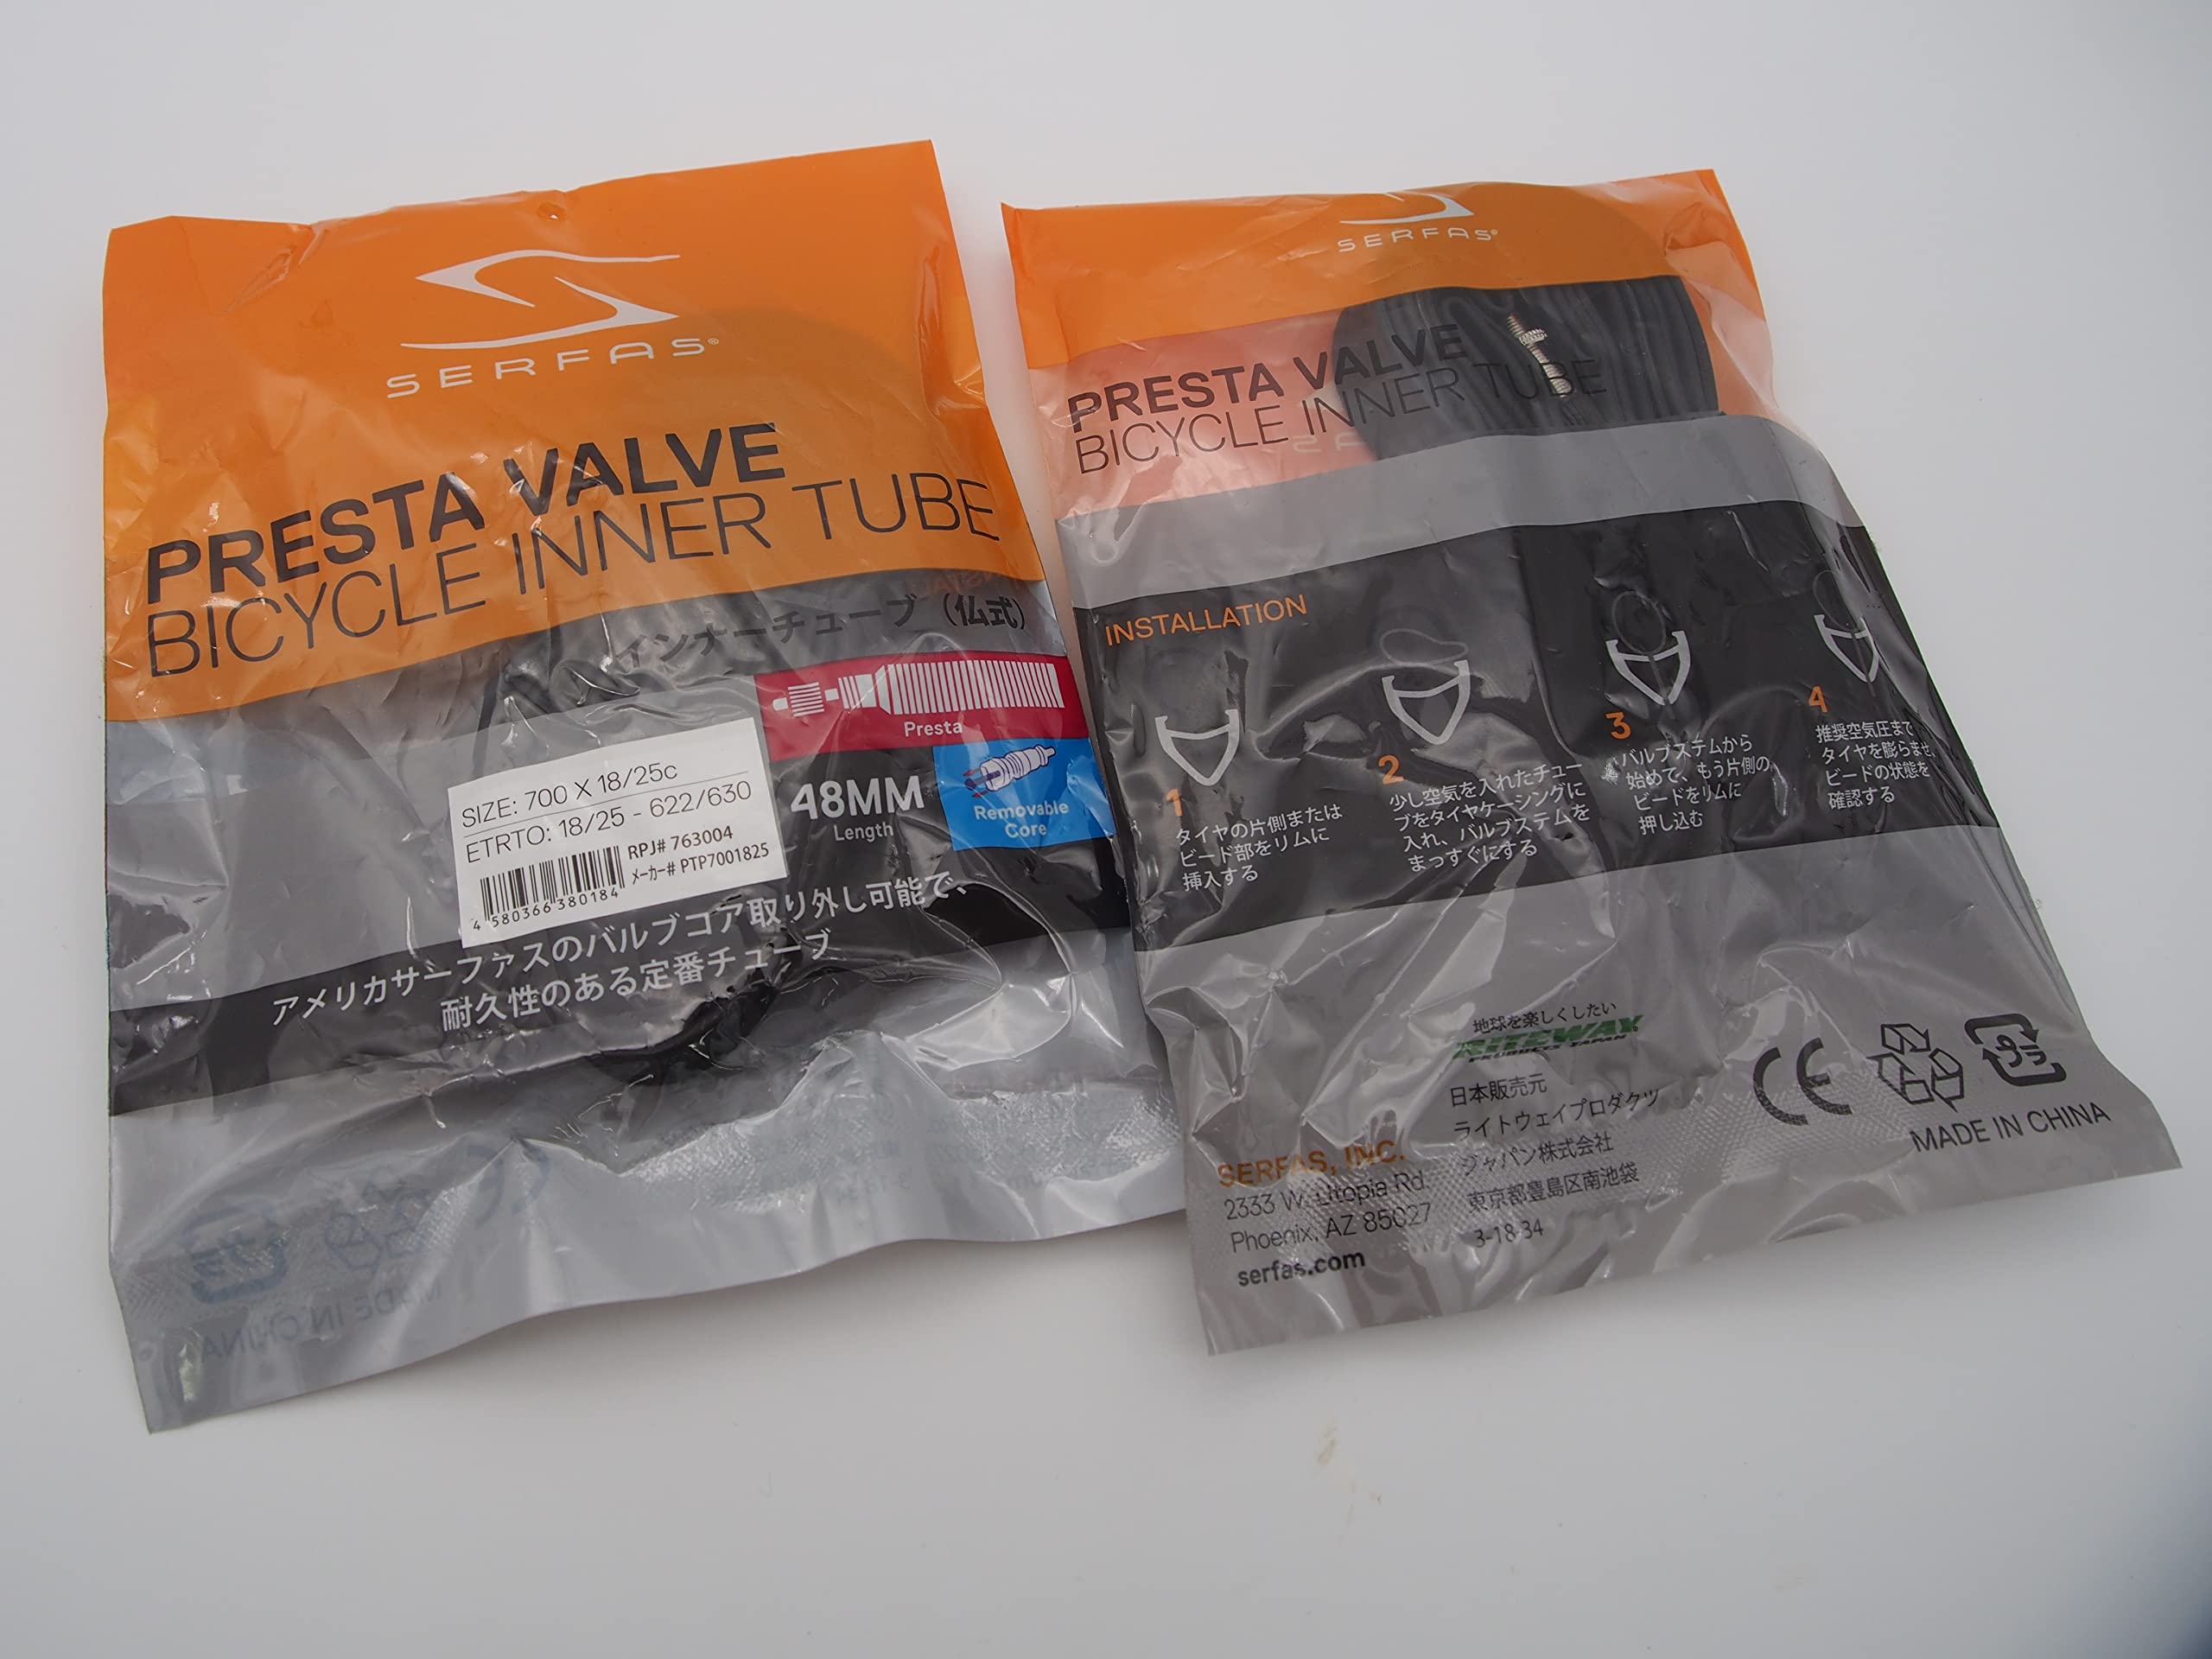 SERFAS®
PRESTA VALVE
BICYCLE INNER TUBE
インナーチューブ（仏式）
Presta
48MM
Length
Removable
Core
SIZE: 700 X 18/25c
ETRTO: 18/25 - 622/630
RPJ# 763004
メーカー# PTP7001825
4 580366 380184
アメリカサーファスのバルブコア取り外し可能で、
耐久性のある定番チューブ
MADE IN CHINA
SERFAS®
PRESTA VALVE
BICYCLE INNER TUBE
INSTALLATION
1
タイヤの片側または
ビード部をリムに
挿入する
2
少し空気を入れたチュー
ブをタイヤケーシングに
入れ、バルブステムを
まっすぐにする
3
バルブステムから
始めて、もう片側の
ビードをリムに
押し込む
4
推奨空気圧まで
タイヤを膨らませ、
ビードの状態を
確認する
地球を楽しくしたい
RITEWAY
PRODUCTS JAPAN
日本販売元
ライトウェイプロダクツ
ジャパン株式会社
東京都豊島区南池袋
3-18-34
SERFAS, INC.
2333 W. Utopia Rd.
Phoenix, AZ 85027
serfas.com
CE
プラ
MADE IN CHINA